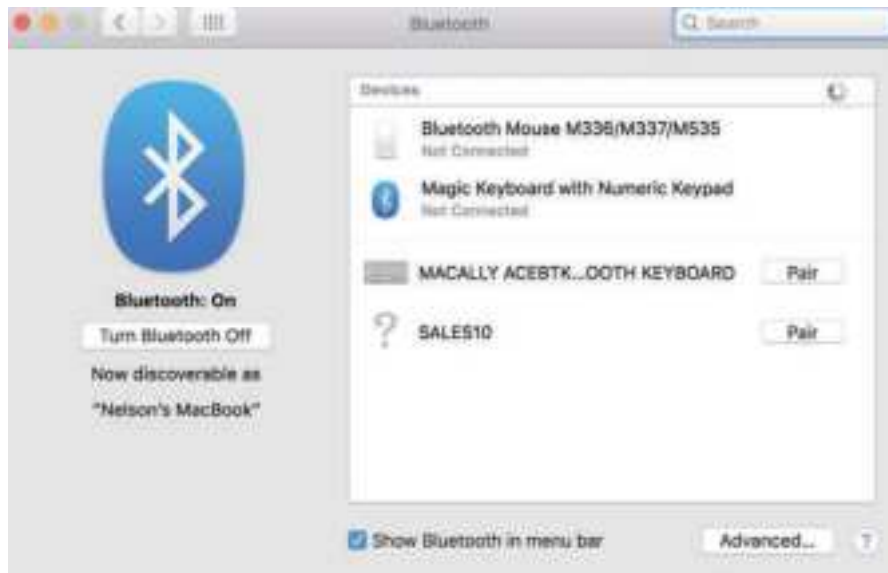 Bluetooth
Search
Devices
Bluetooth Mouse M336/M337/M535
Not Connected
Magic Keyboard with Numeric Keypad
Not Connected
MACALLY ACEBTK...OOTH KEYBOARD
Pair
SALES10
Pair
Bluetooth: On
Turn Bluetooth Off
Now discoverable as
"Nelson's MacBook"
Show Bluetooth in menu bar
Advanced...
?